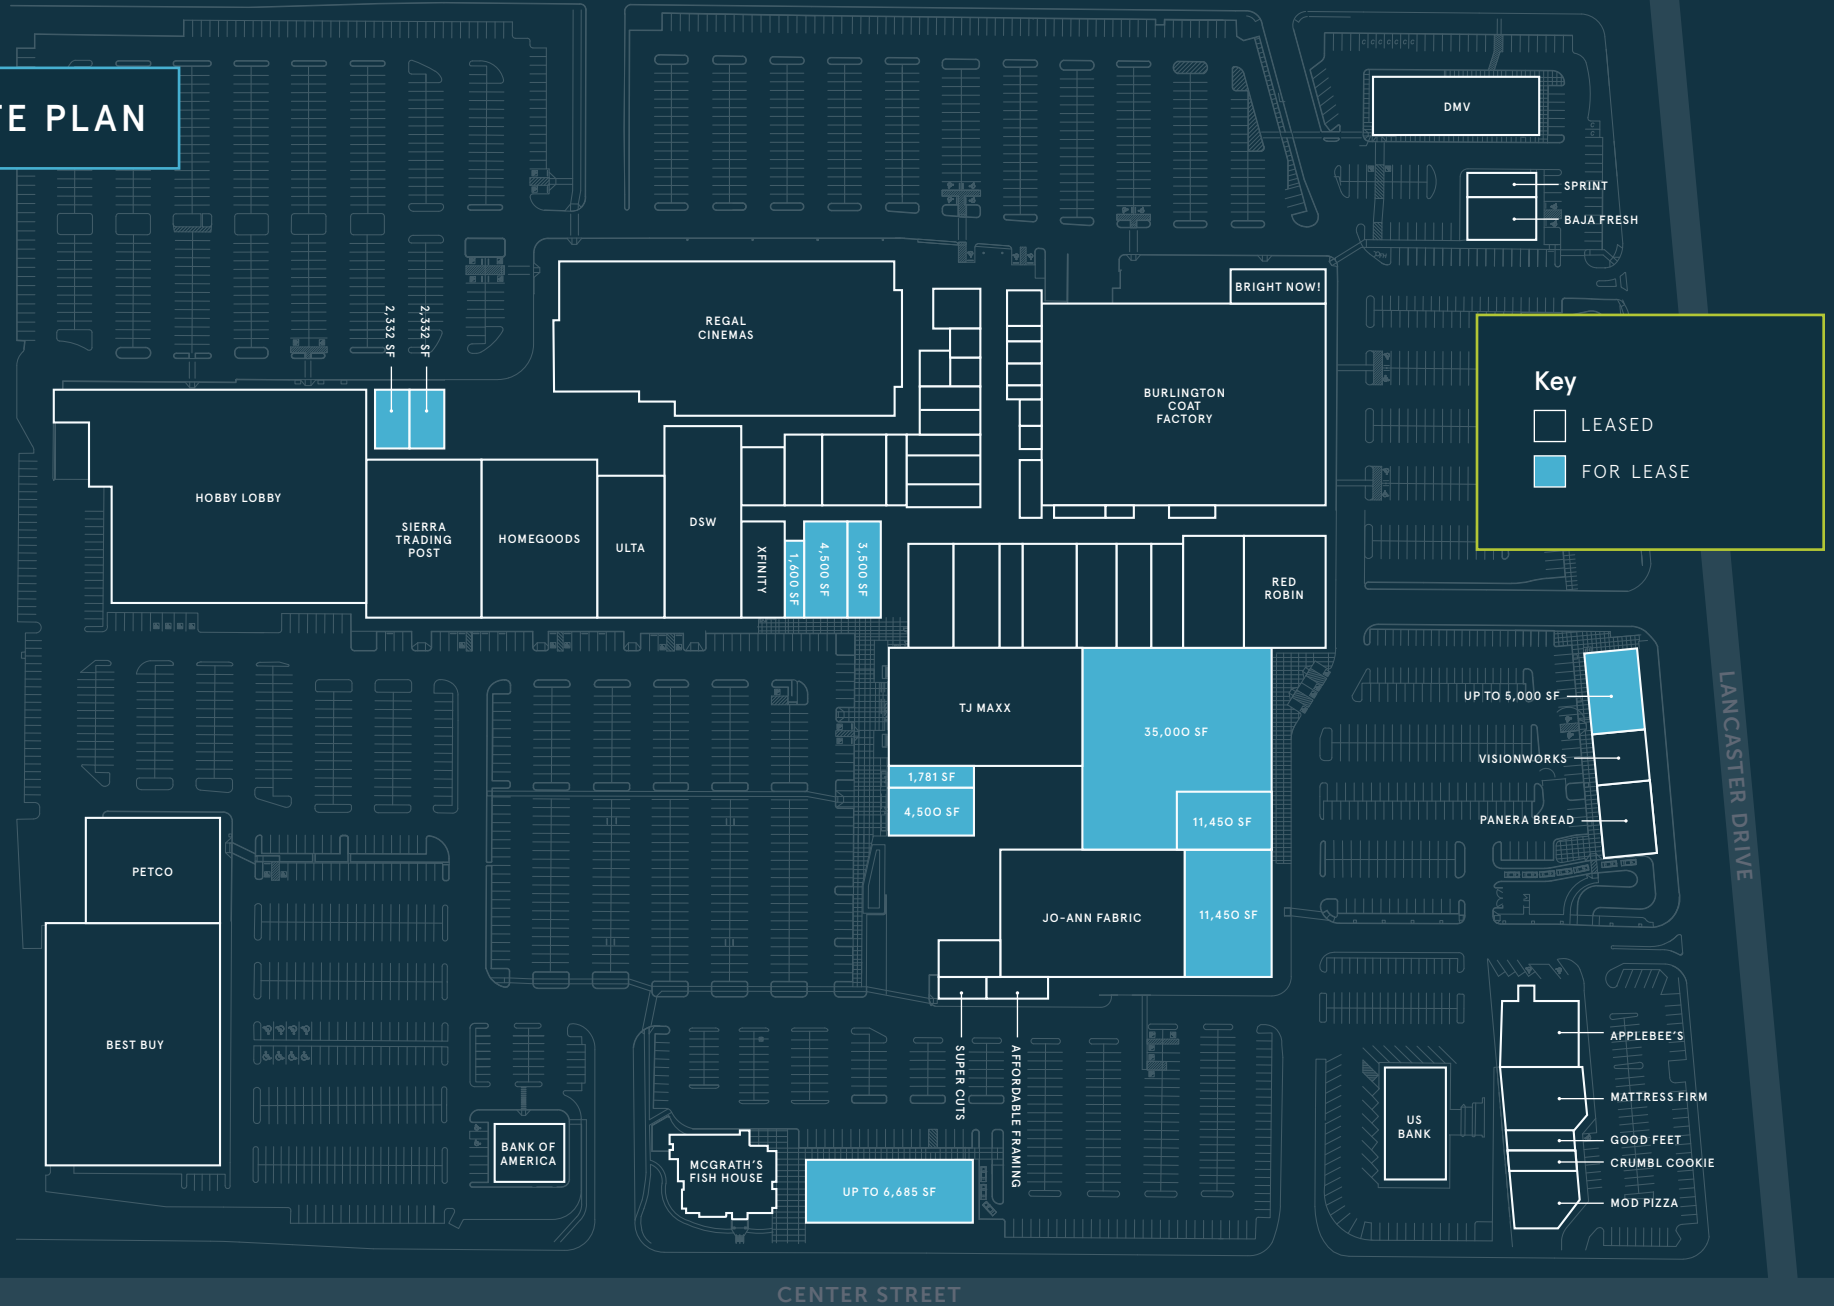 TE PLAN
DMV
SPRINT
BAJA FRESH
BRIGHT NOW!
2,332 SF
2,332 SF
REGAL
CINEMAS
BURLINGTON
COAT
FACTORY
Key
LEASED
FOR LEASE
HOBBY LOBBY
SIERRA
TRADING
POST
HOMEGOODS
ULTA
DSW
XFINITY
1,600 SF
4,500 SF
3,500 SF
RED
ROBIN
TJ MAXX
35,000 SF
1,781 SF
4,500 SF
11,450 SF
UP TO 5,000 SF
VISIONWORKS
PANERA BREAD
LANCASTER DRIVE
PETCO
JO-ANN FABRIC
11,450 SF
BEST BUY
SUPER CUTS
AFFORDABLE FRAMING
APPLEBEE'S
MATTRESS FIRM
GOOD FEET
CRUMBL COOKIE
MOD PIZZA
US
BANK
BANK OF
AMERICA
MCGRATH'S
FISH HOUSE
UP TO 6,685 SF
CENTER STREET